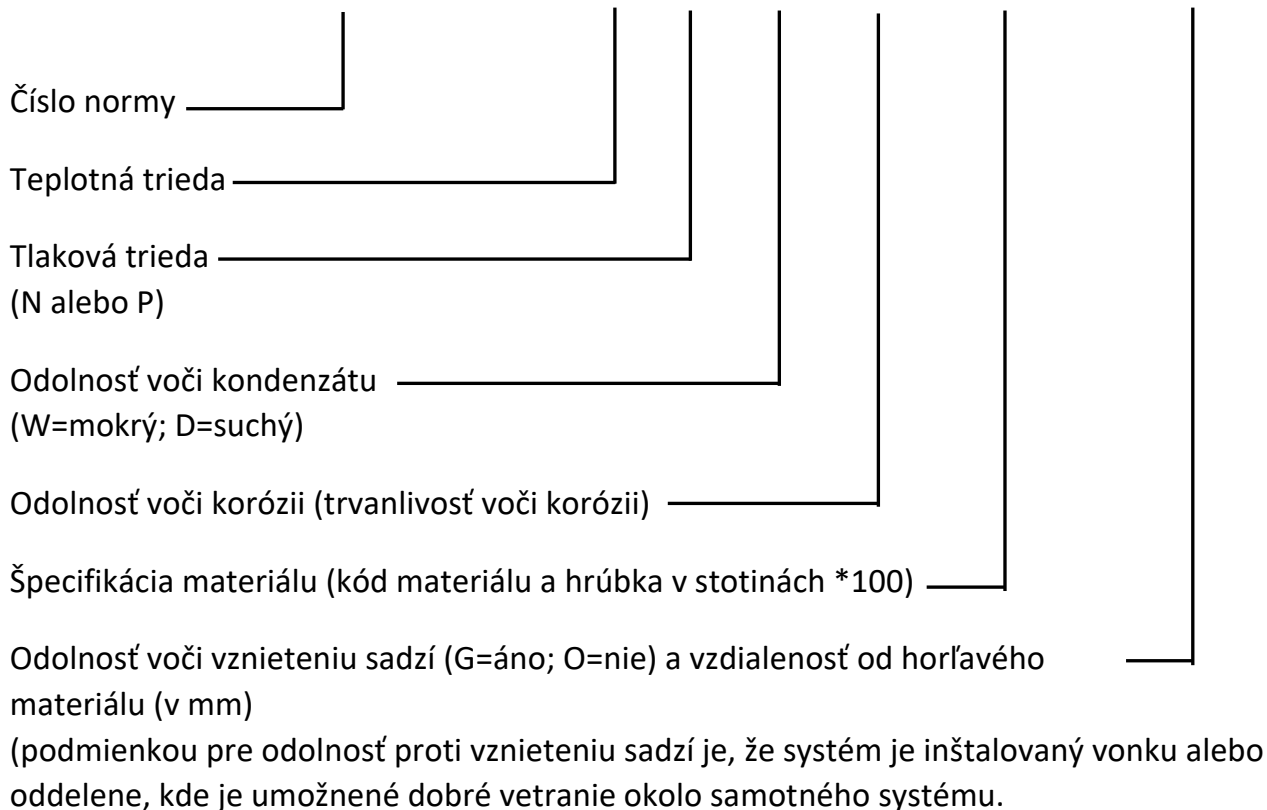 Číslo normy
Teplotná trieda
Tlaková trieda
(N alebo P)
Odolnosť voči kondenzátu
(W=mokrý; D=suchý)
Odolnosť voči korózii (trvanlivosť voči korózii)
Špecifikácia materiálu (kód materiálu a hrúbka v stotinách *100)
Odolnosť voči vznieteniu sadzí (G=áno; O=nie) a vzdialenosť od horľavého
materiálu (v mm)
(podmienkou pre odolnosť proti vznieteniu sadzí je, že systém je inštalovaný vonku alebo
oddelene, kde je umožnené dobré vetranie okolo samotného systému.